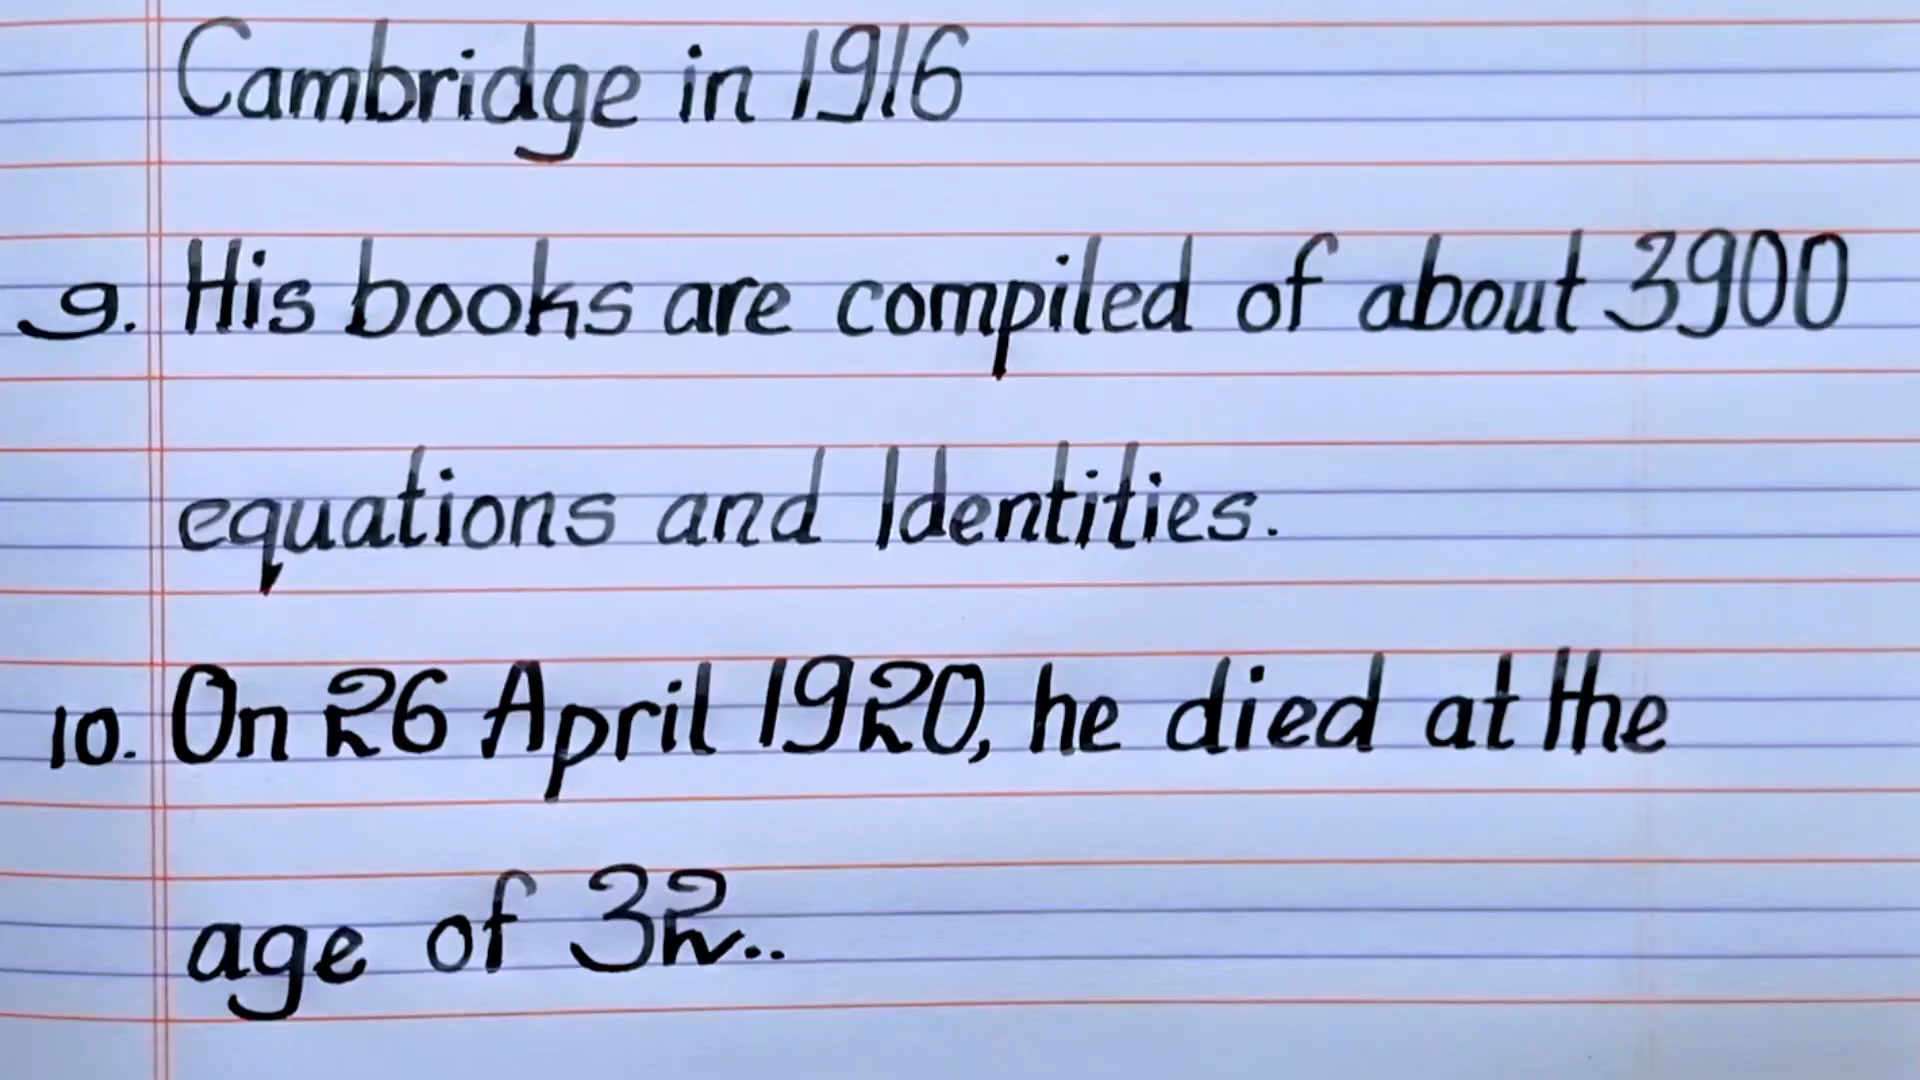 Cambridge in 1916
9. His books are compiled of about 3900
equations and Identities.
10. On 26 April 1920, he died at the
age of 32..